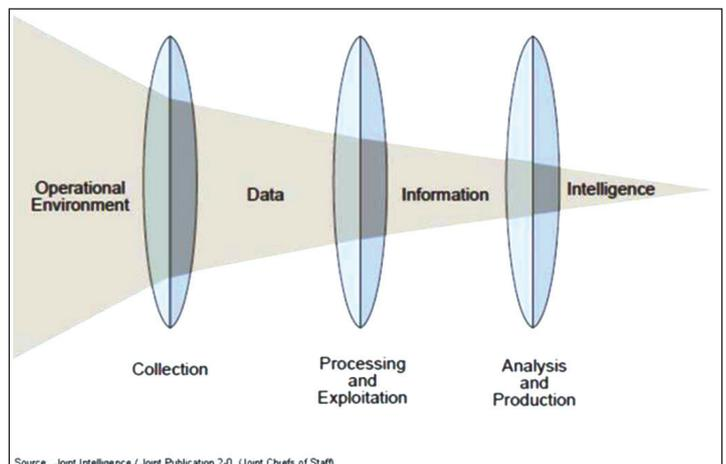 Operational
Environment
Data
Information
Intelligence
Collection
Processing
and
Exploitation
Analysis
and
Production
Source: Joint Intelligence / Joint Publication 2-0 (Joint Chiefs of Staff)